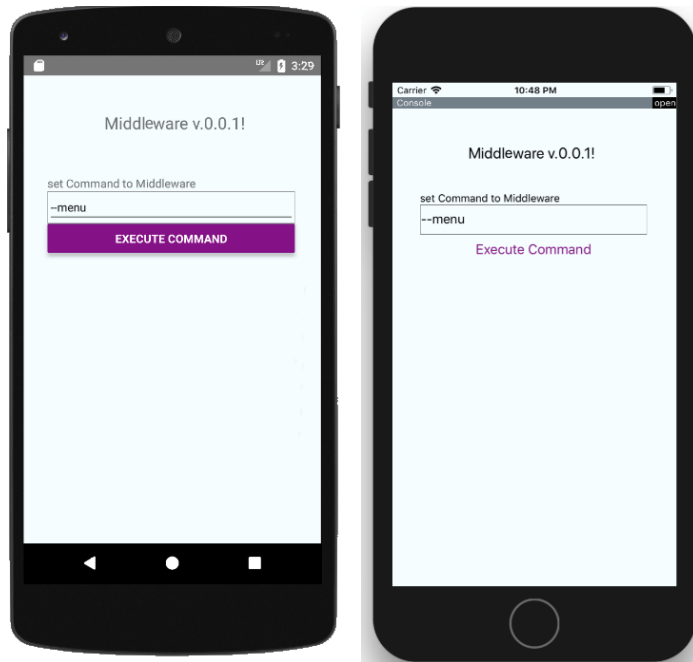 3:29
Middleware v.0.0.1!
set Command to Middleware
--menu
EXECUTE COMMAND
Carrier 10:48 PM
Console open
Middleware v.0.0.1!
set Command to Middleware
--menu
Execute Command